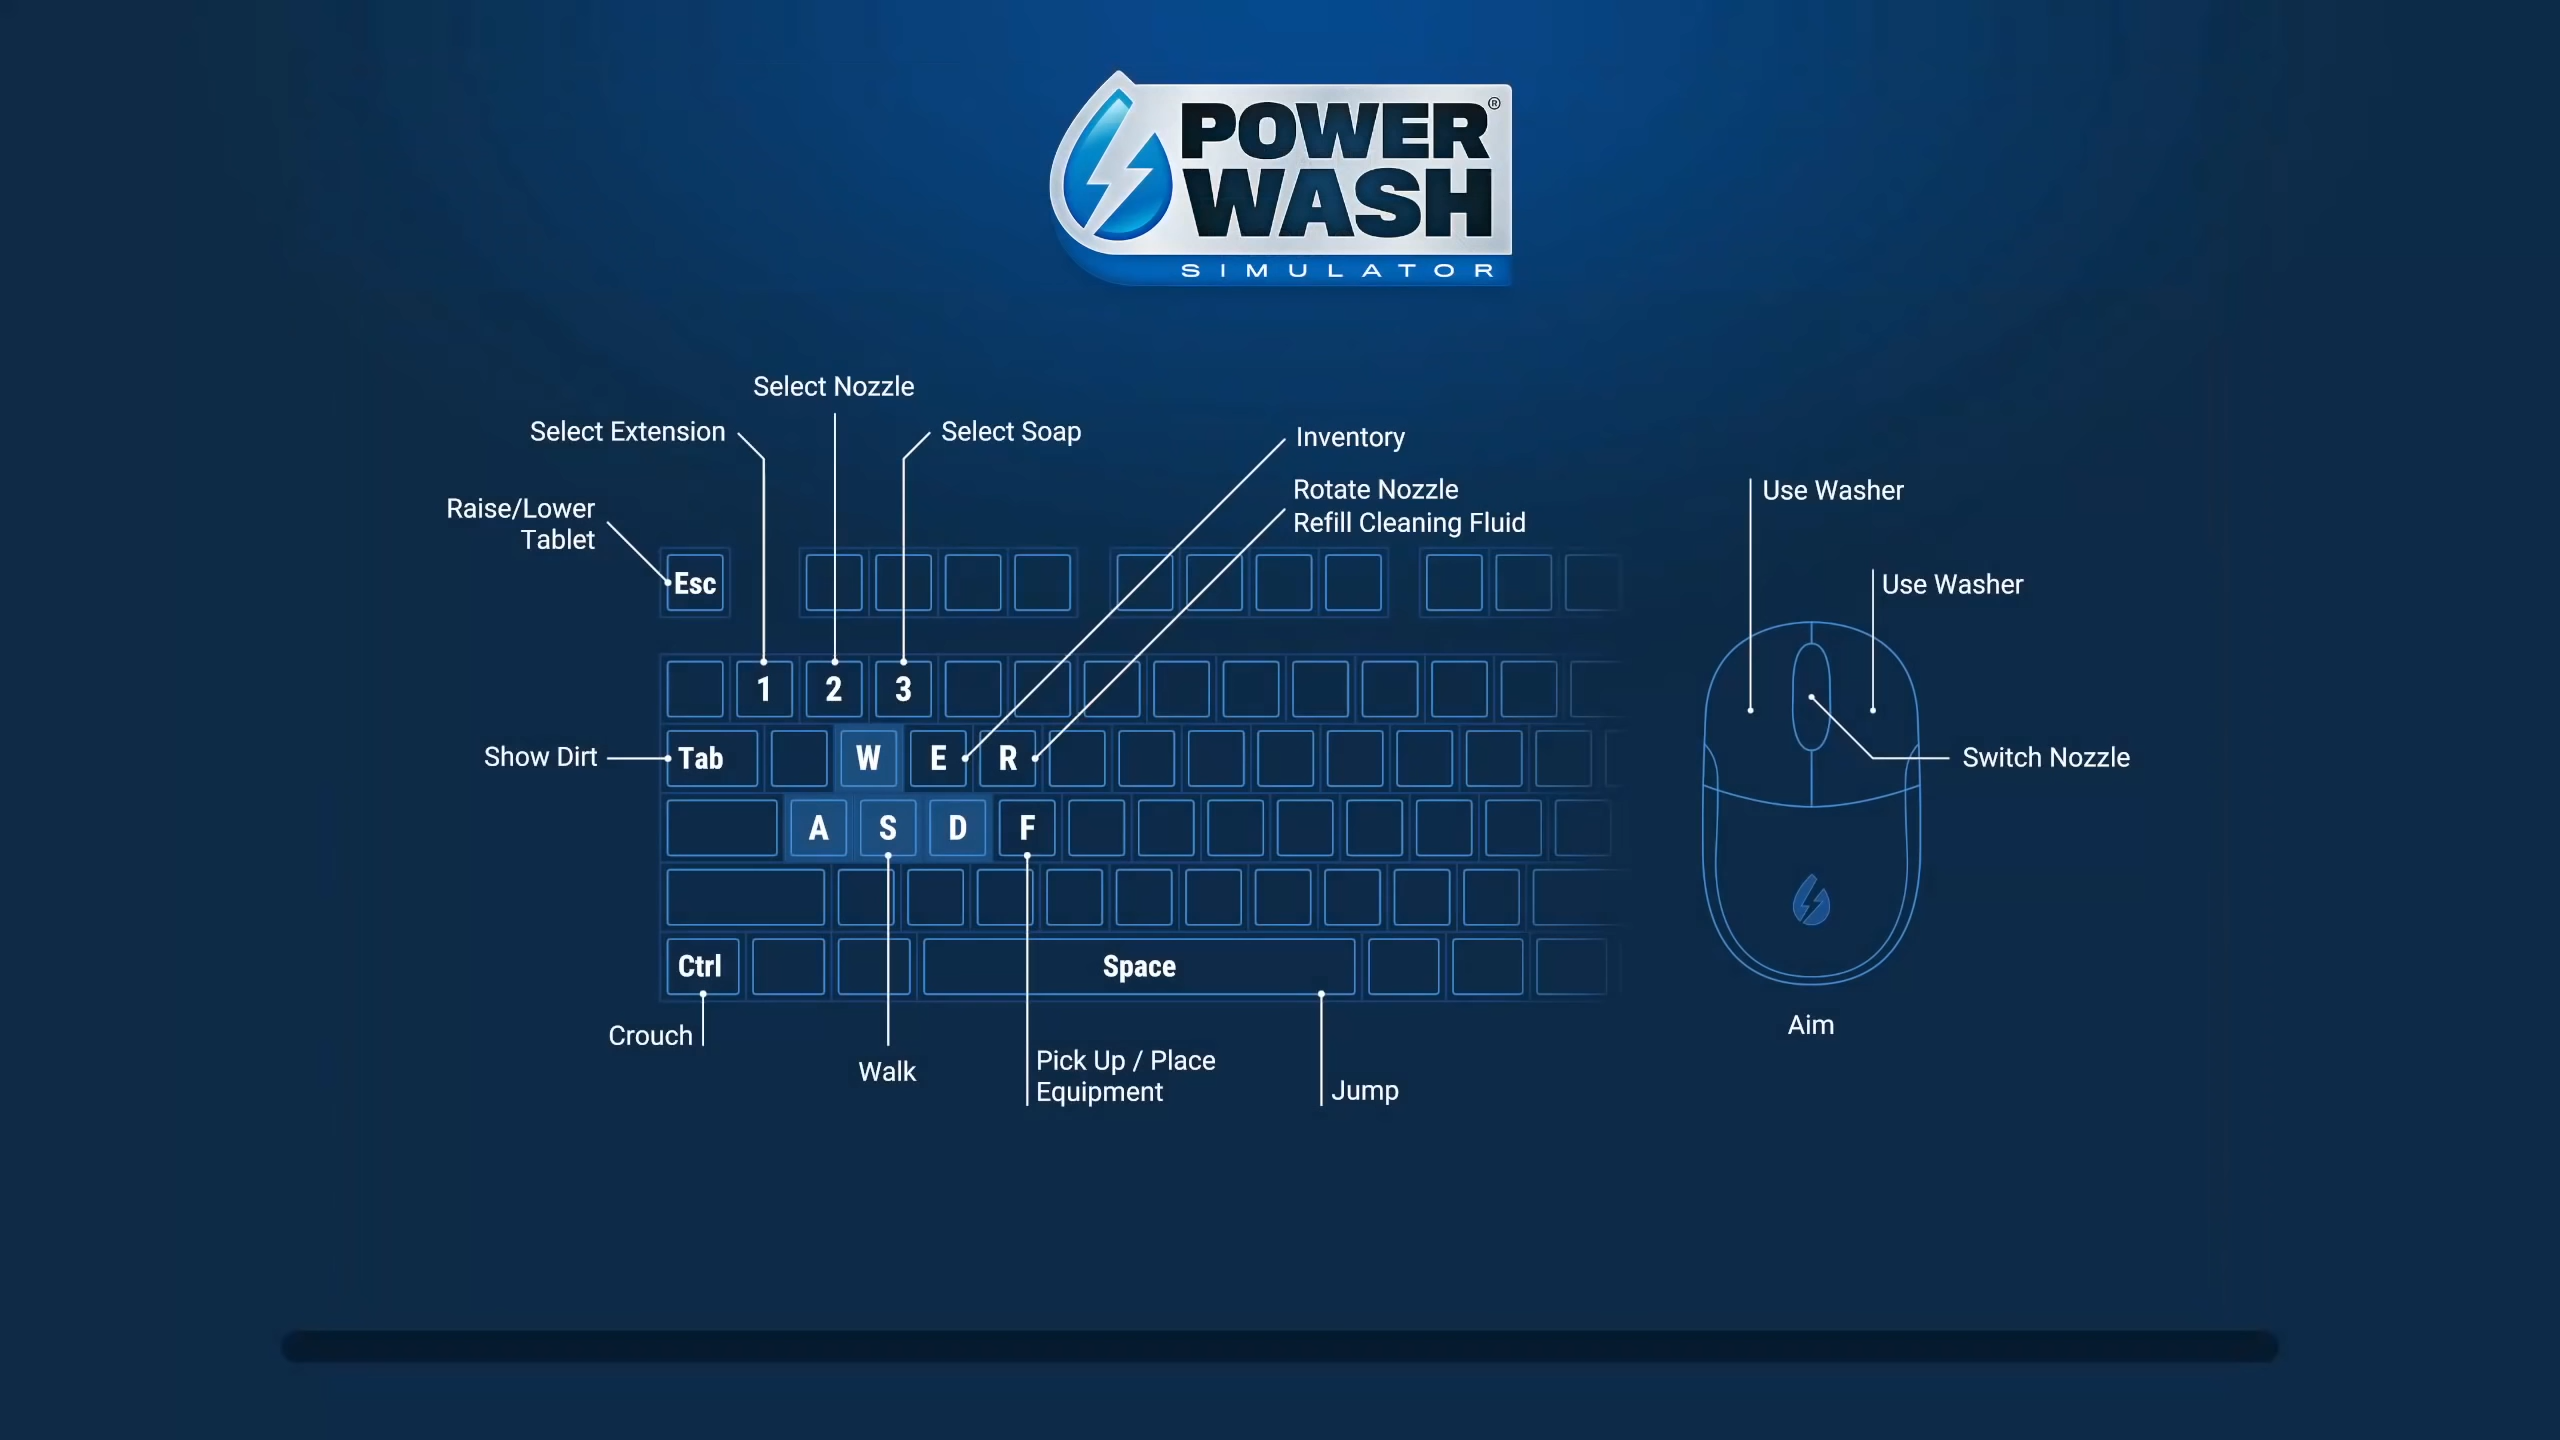 POWER®
WASH
SIMULATOR
Select Nozzle
Select Extension
Select Soap
Inventory
Raise/Lower
Tablet
Rotate Nozzle
Refill Cleaning Fluid
Use Washer
Use Washer
Esc
1 2 3
Show Dirt
Tab W E R
Switch Nozzle
A S D F
Ctrl Space
Crouch
Walk
Pick Up / Place
Equipment
Jump
Aim